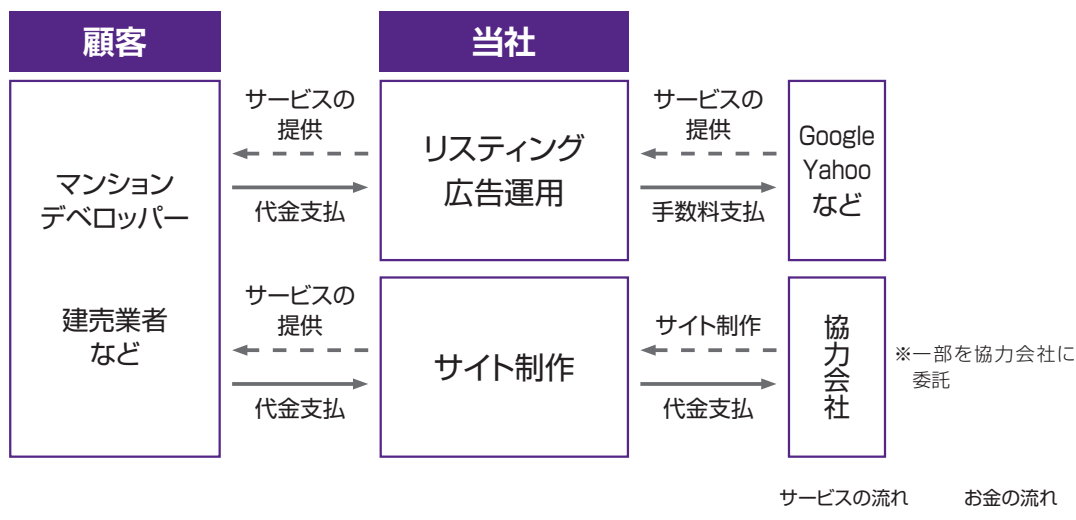 顧客
当社
マンション
デベロッパー
建売業者
など
サービスの
提供
代金支払
サービスの
提供
代金支払
リスティング
広告運用
サイト制作
サービスの
提供
手数料支払
サイト制作
代金支払
Google
Yahoo
など
協力会社
※一部を協力会社に
委託
サービスの流れ
お金の流れ